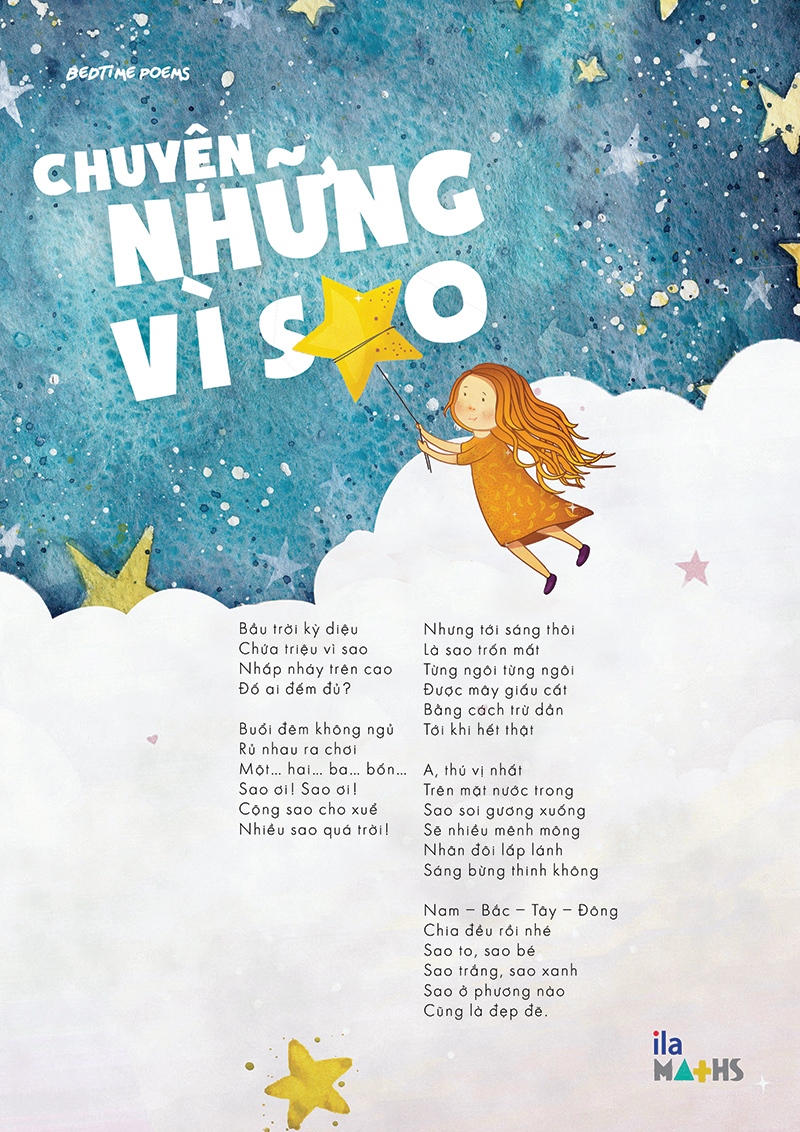 BEDTIME POEMS
CHUYỆN
NHỮNG
VÌ SAO
Bầu trời kỳ diệu
Chứa triệu vì sao
Nhấp nháy trên cao
Đố ai đếm đủ?
Buổi đêm không ngủ
Rủ nhau ra chơi
Một... hai... ba... bốn...
Sao ơi! Sao ơi!
Cộng sao cho xuể
Nhiều sao quá trời!
Nhưng tới sáng thôi
Là sao trốn mất
Từng ngôi từng ngôi
Được mây giấu cất
Bằng cách trừ dần
Tới khi hết thật
A, thú vị nhất
Trên mặt nước trong
Sao soi gương xuống
Sẽ nhiều mênh mông
Nhân đôi lấp lánh
Sáng bừng thinh không
Nam – Bắc – Tây – Đông
Chia đều rồi nhé
Sao to, sao bé
Sao trắng, sao xanh
Sao ở phương nào
Cũng là đẹp đẽ.
ila
MATHS